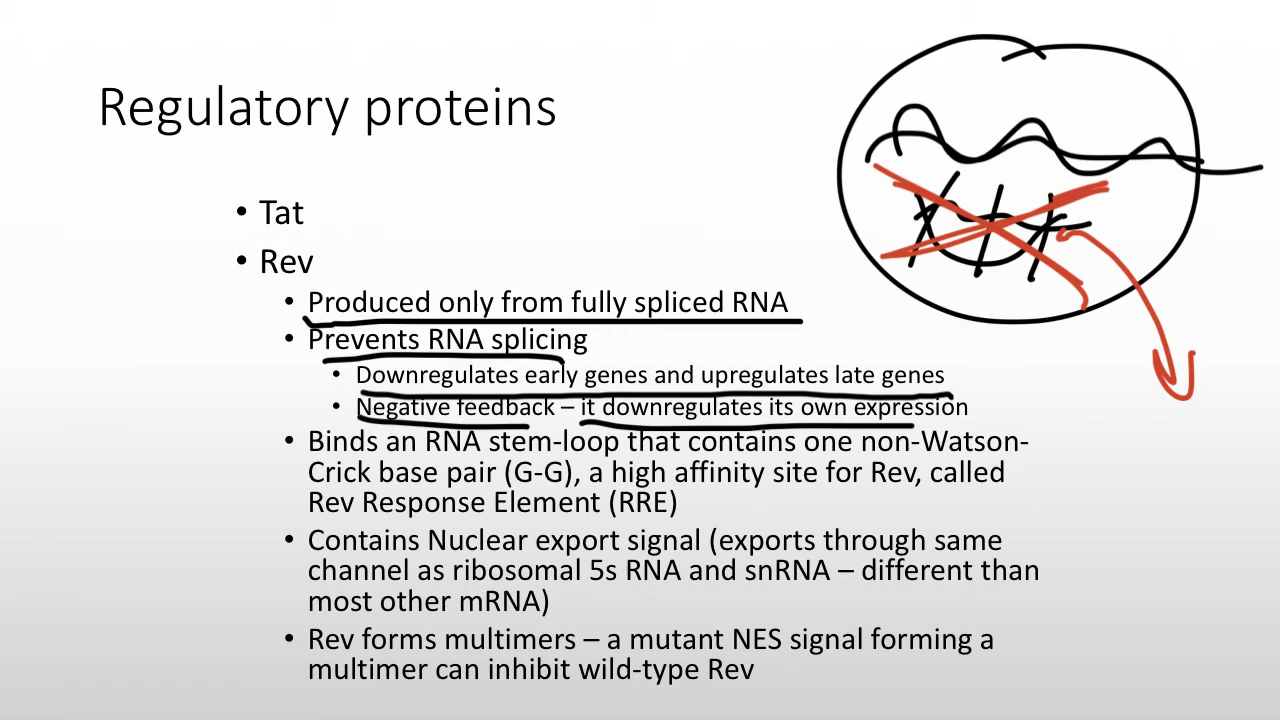 Regulatory proteins
• Tat
• Rev
• Produced only from fully spliced RNA
• Prevents RNA splicing
• Downregulates early genes and upregulates late genes
• Negative feedback – it downregulates its own expression
• Binds an RNA stem-loop that contains one non-Watson-
Crick base pair (G-G), a high affinity site for Rev, called
Rev Response Element (RRE)
• Contains Nuclear export signal (exports through same
channel as ribosomal 5s RNA and snRNA – different than
most other mRNA)
• Rev forms multimers – a mutant NES signal forming a
multimer can inhibit wild-type Rev